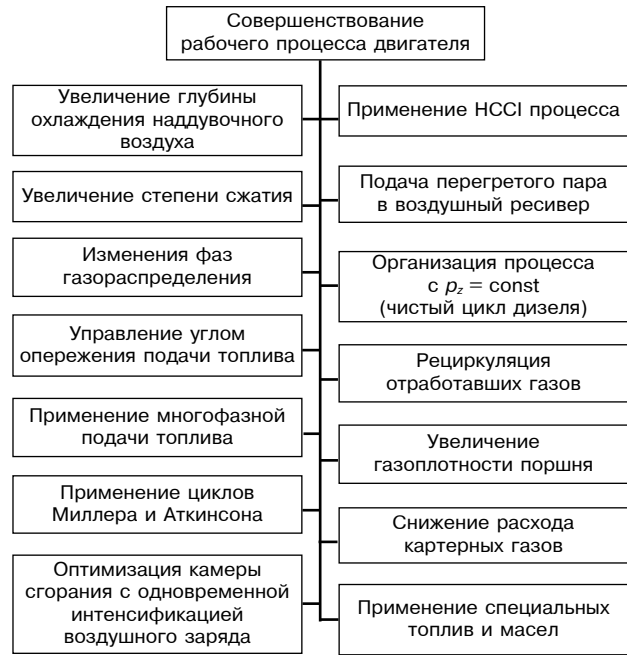 Совершенствование
рабочего процесса двигателя
Увеличение глубины
охлаждения наддувочного
воздуха
Увеличение степени сжатия
Изменения фаз
газораспределения
Управление углом
опережения подачи топлива
Применение многофазной
подачи топлива
Применение циклов
Миллера и Аткинсона
Оптимизация камеры
сгорания с одновременной
интенсификацией
воздушного заряда
Применение HCCI процесса
Подача перегретого пара
в воздушный ресивер
Организация процесса
с pz = const
(чистый цикл дизеля)
Рециркуляция
отработавших газов
Увеличение
газоплотности поршня
Снижение расхода
картерных газов
Применение специальных
топлив и масел